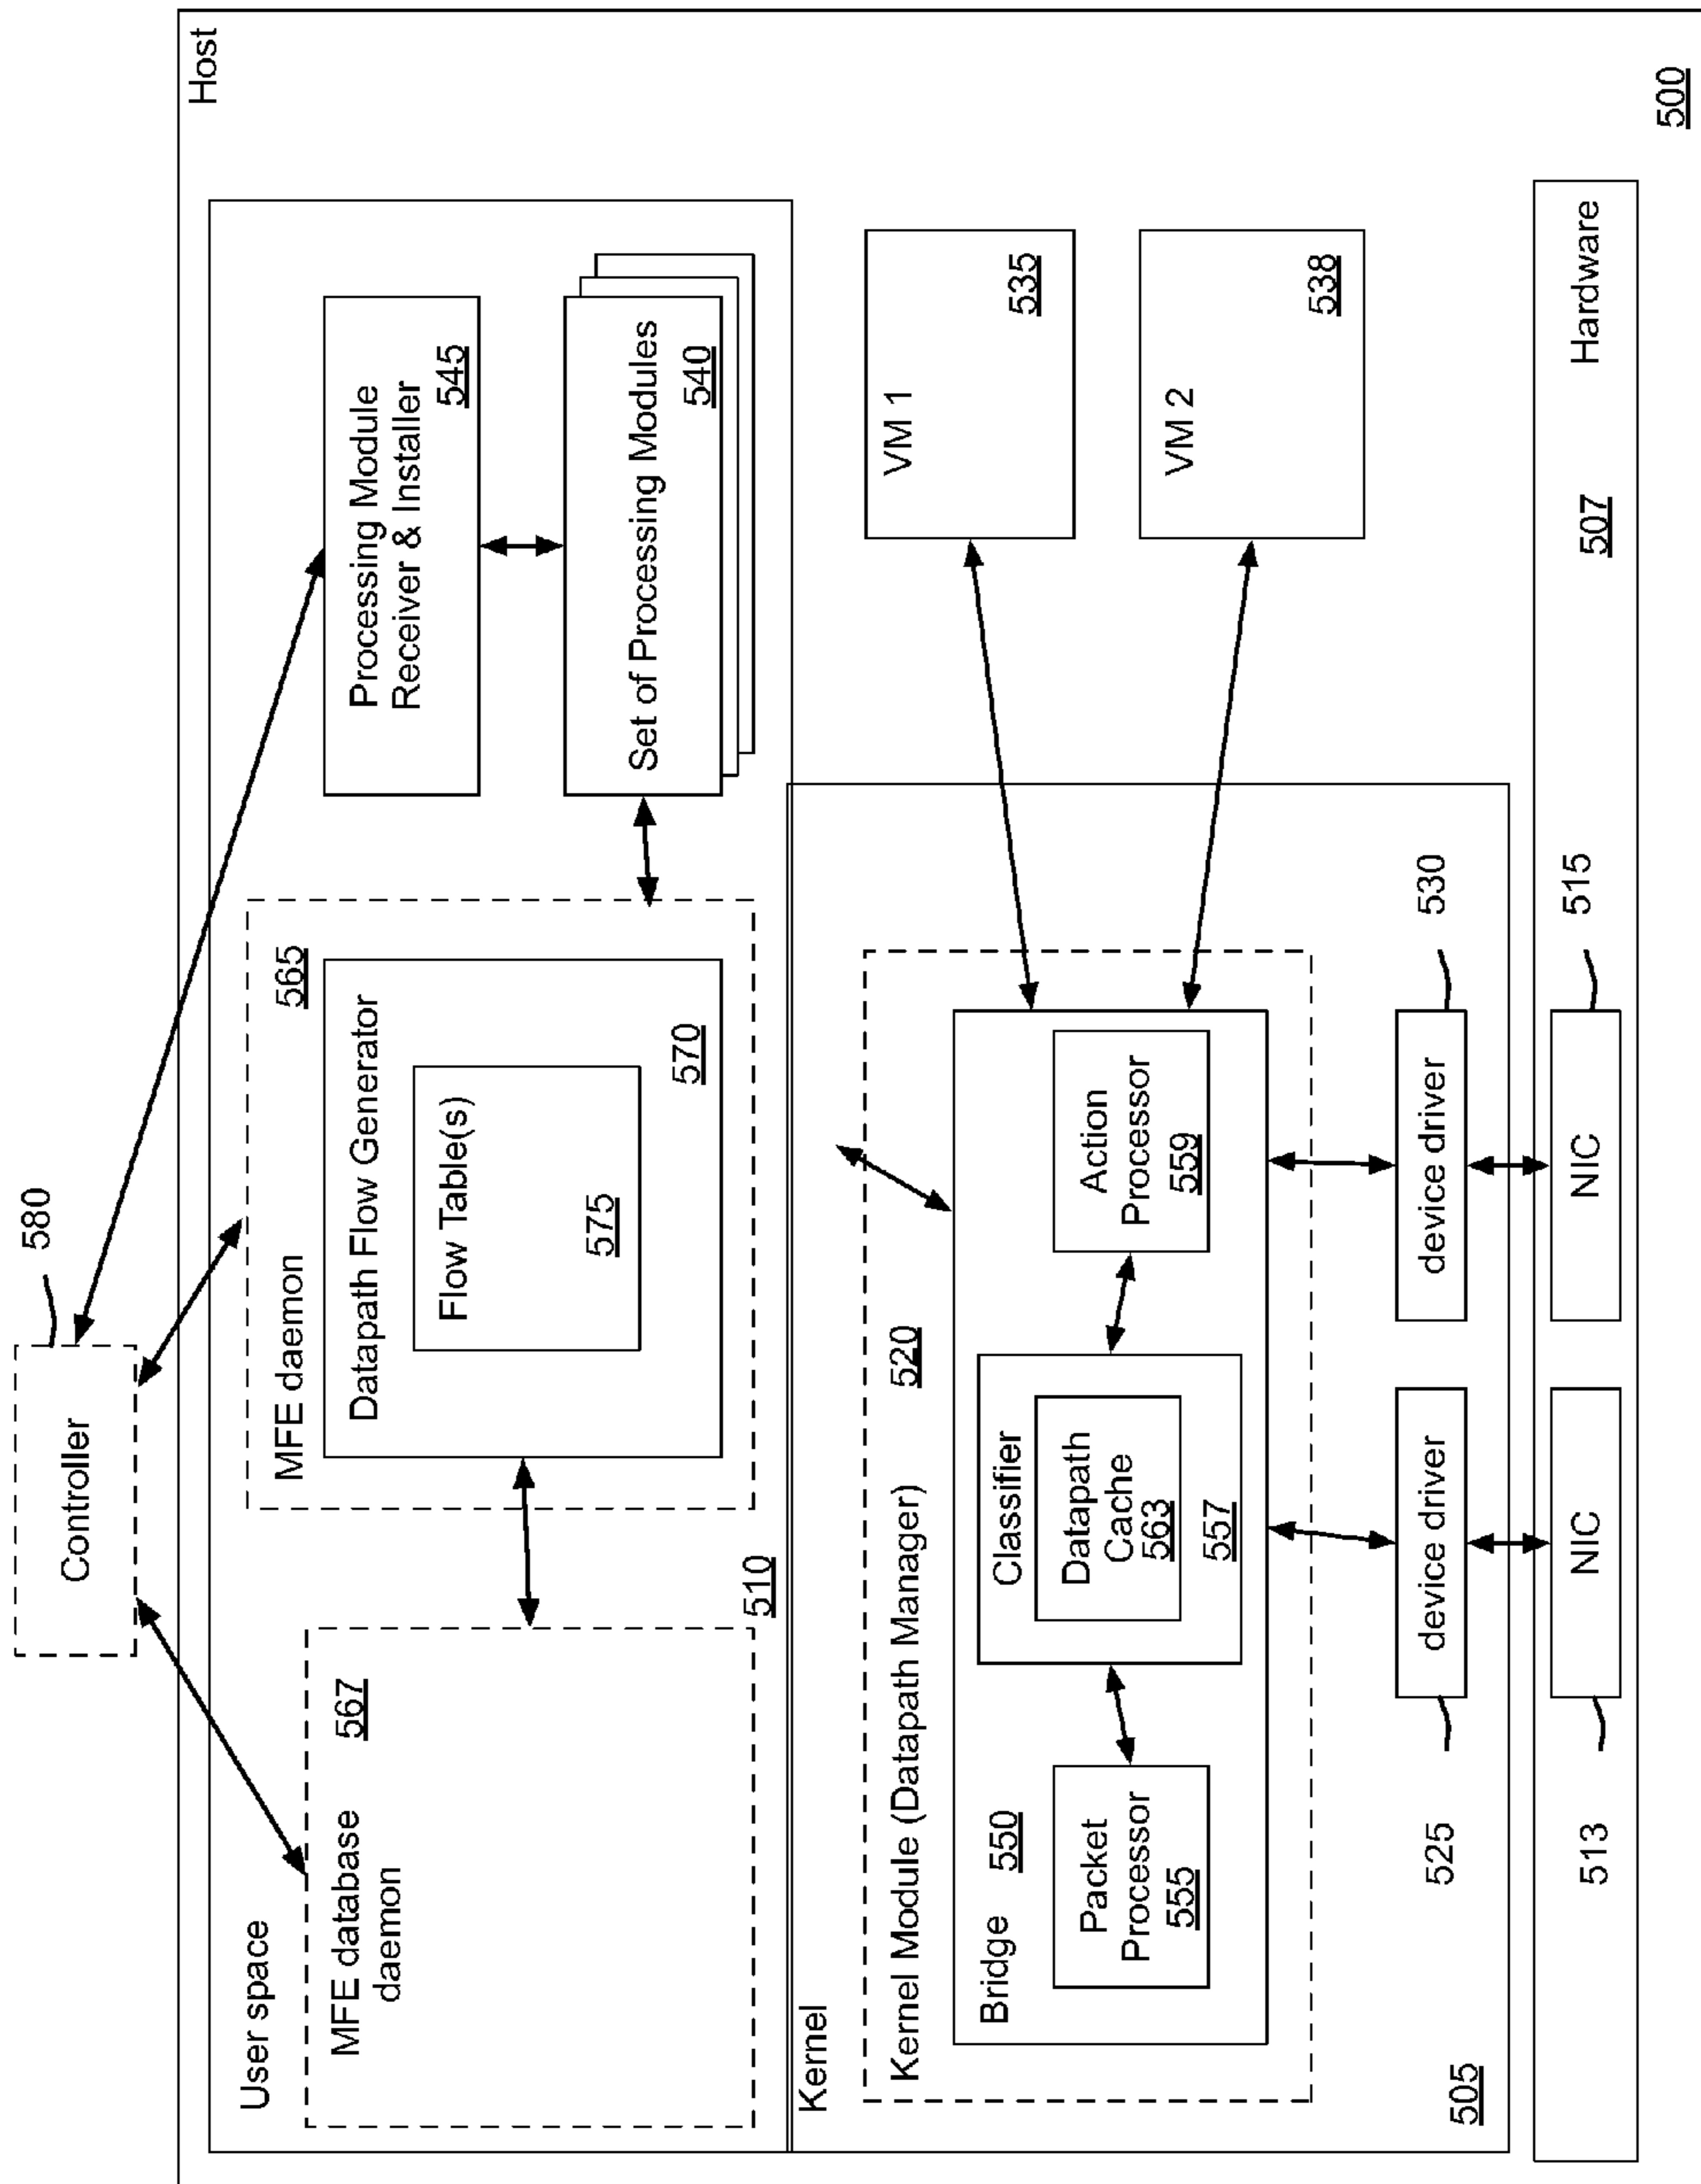 Controller
580
Host
User space
MFE database
daemon
567
MFE daemon
565
Datapath Flow Generator
Flow Table(s)
575
570
Processing Module
Receiver & Installer
545
Set of Processing Modules
540
510
Kernel
Kernel Module (Datapath Manager)
520
Bridge
550
Packet
Processor
555
Classifier
Datapath
Cache
563
557
Action
Processor
559
VM 1
535
VM 2
538
525
device driver
device driver
530
505
513
NIC
NIC
515
507
Hardware
500